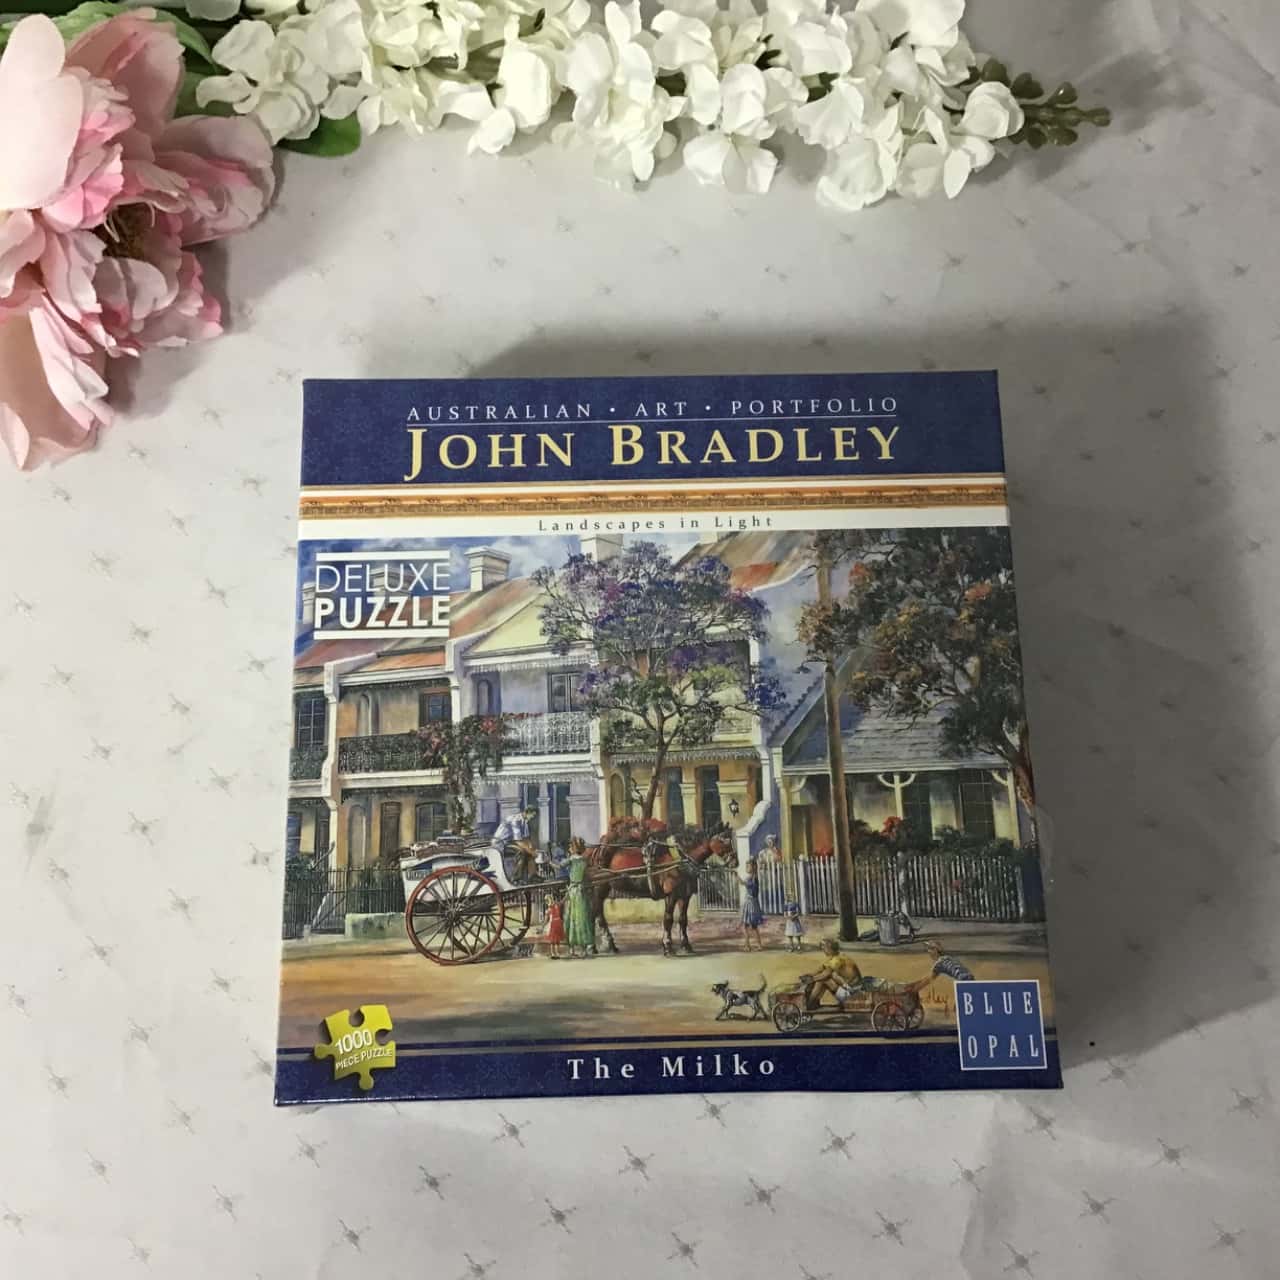 AUSTRALIAN • ART • PORTFOLIO
JOHN BRADLEY
Landscapes in Light
DELUXE
PUZZLE
1000
PIECE PUZZLE
The Milko
BLUE
OPAL